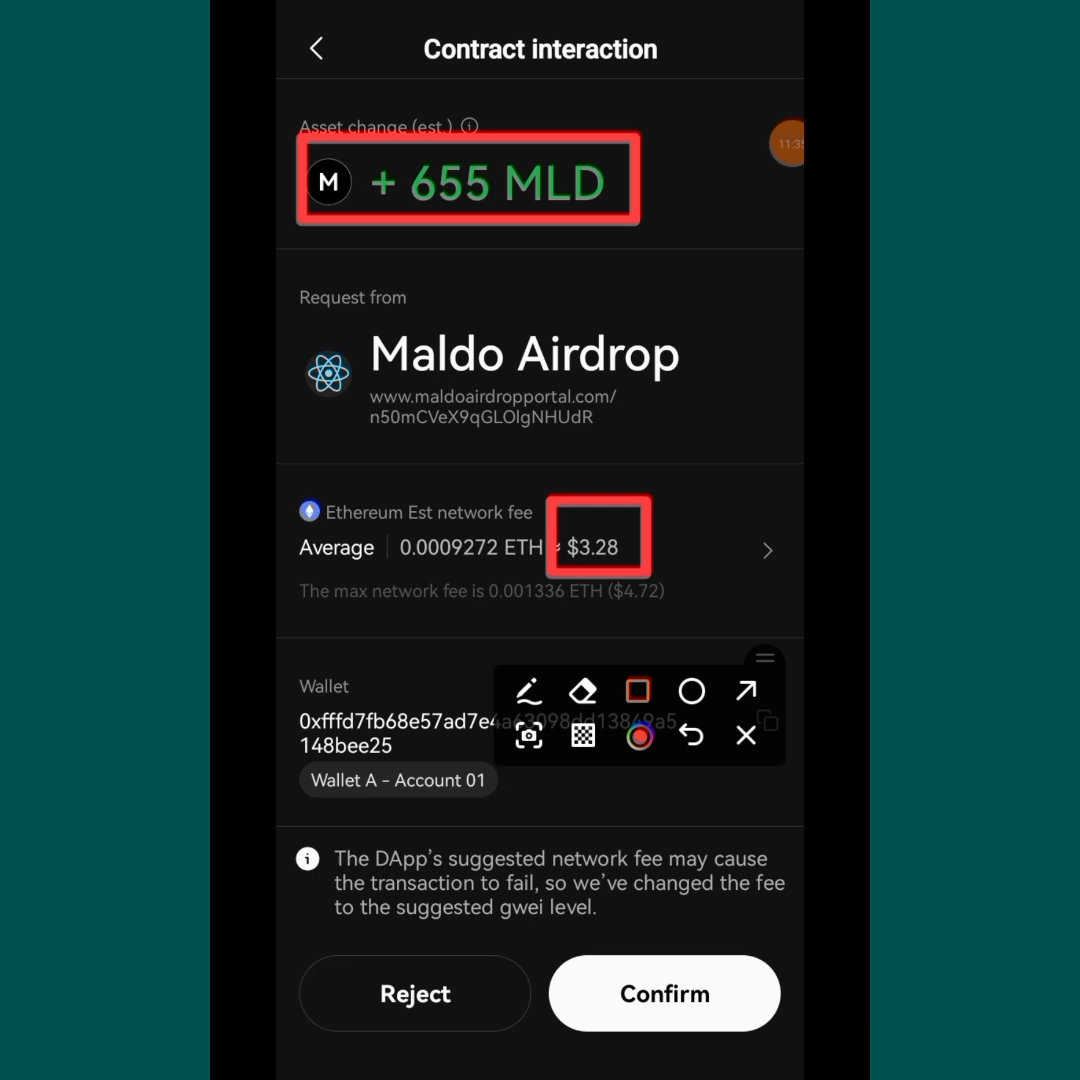 Contract interaction
Asset change (est.)
11:35
M + 655 MLD
Request from
Maldo Airdrop
www.maldoairdropportal.com/
n50mCVeX9qGLOlgNHUdR
Ethereum Est network fee
Average 0.0009272 ETH ≈ $3.28
The max network fee is 0.001336 ETH ($4.72)
Wallet
0xfffd7fb68e57ad7e4a63098dd13849a5
148bee25
Wallet A - Account 01
The DApp's suggested network fee may cause
the transaction to fail, so we've changed the fee
to the suggested gwei level.
Reject
Confirm